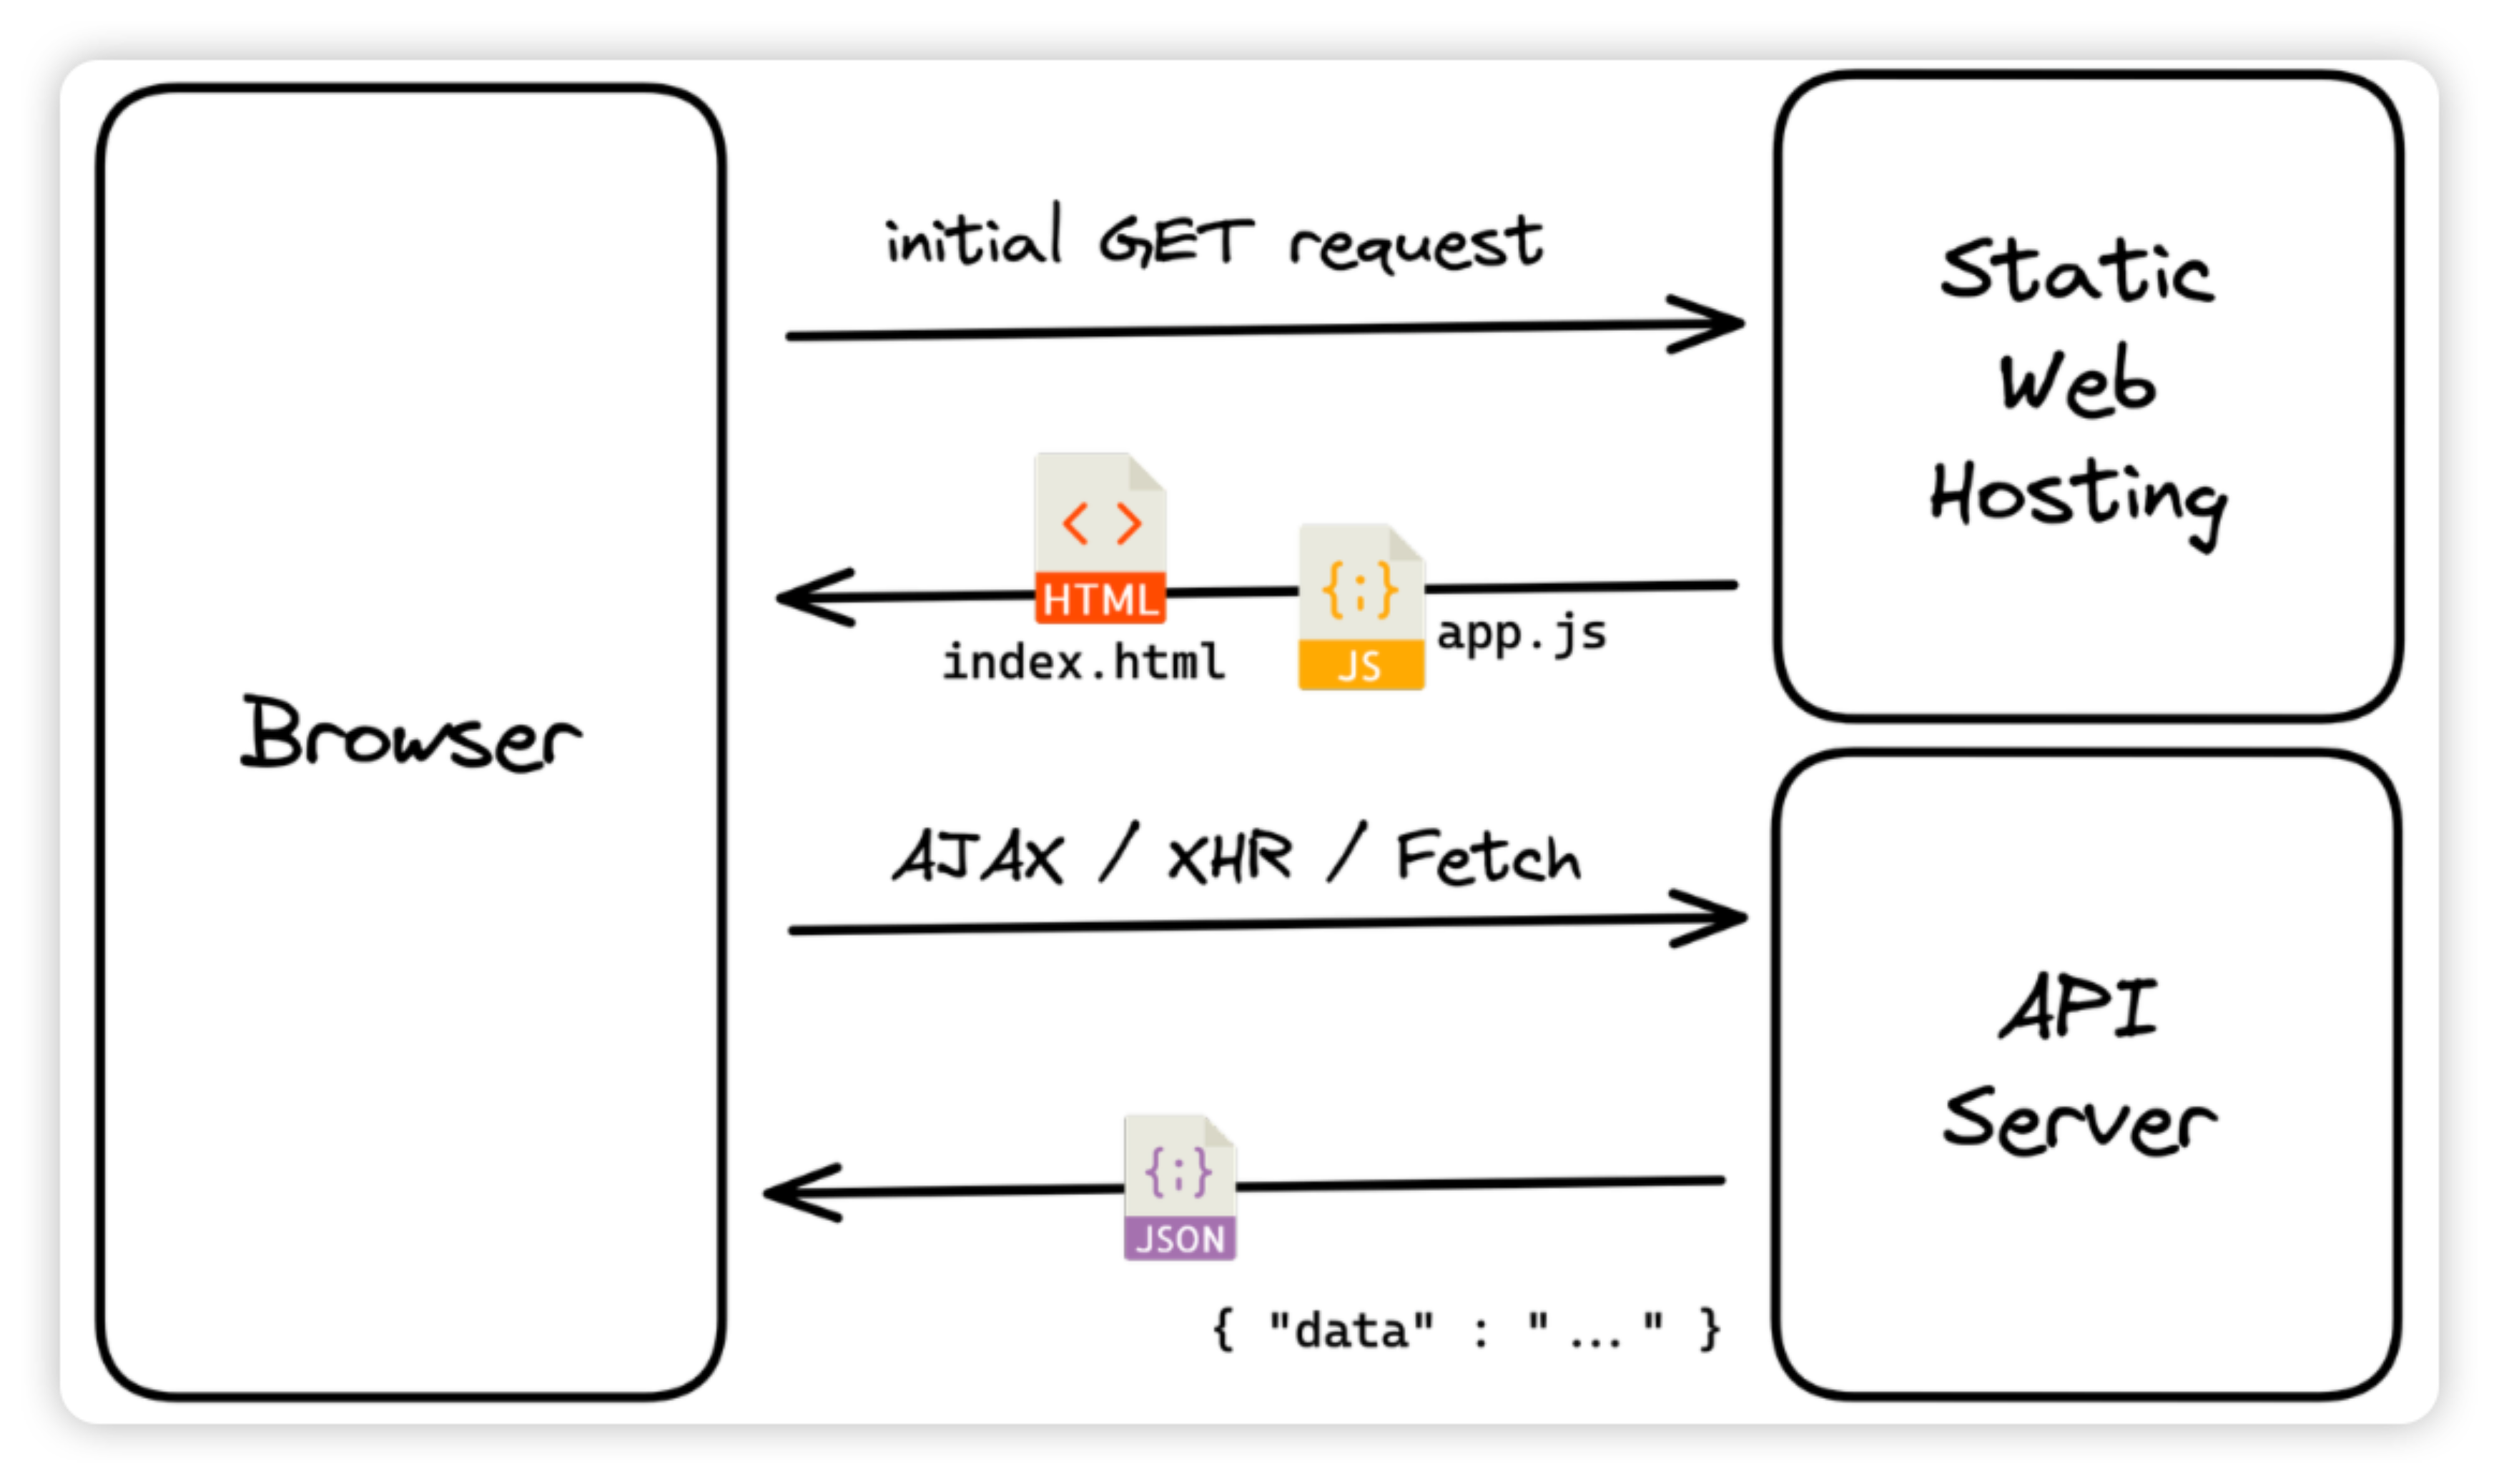 Browser
initial GET request
HTML
index.html
{;}
JS
app.js
AJAX / XHR / Fetch
{;}
JSON
{ "data" : "..." }
Static
Web
Hosting
API
Server